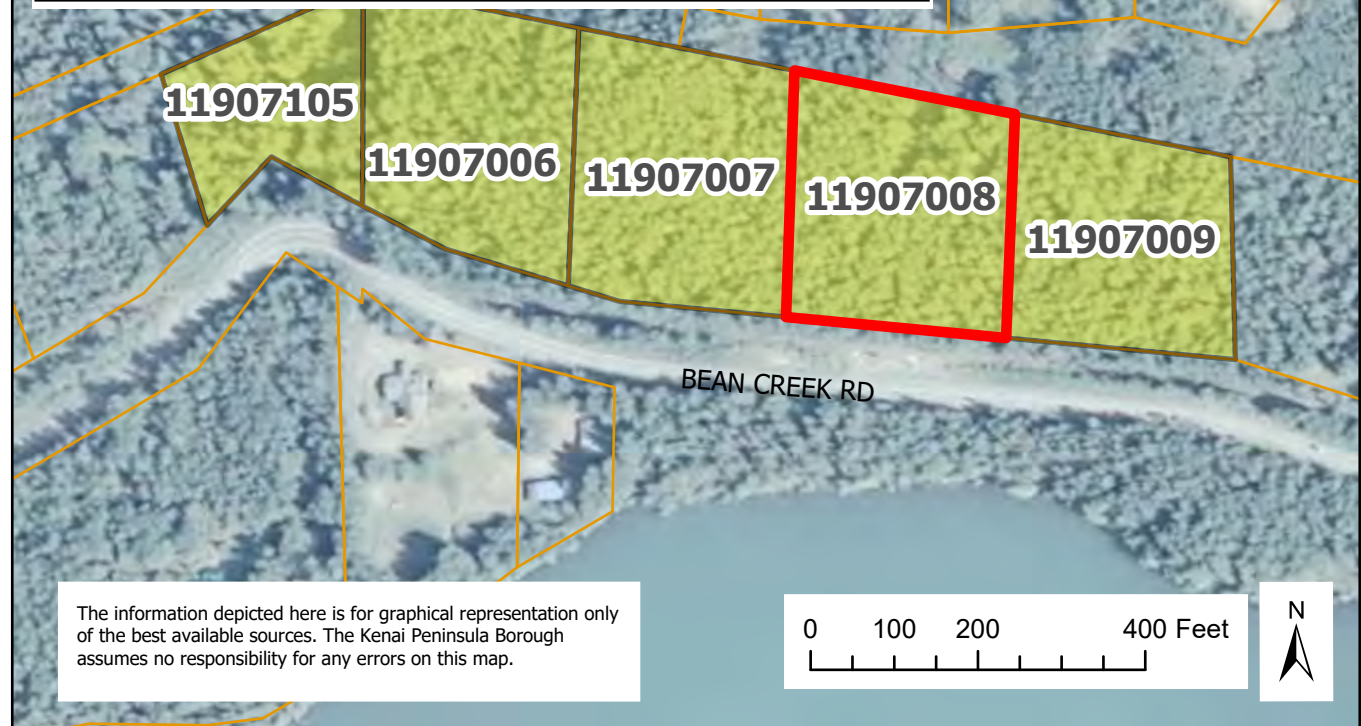 11907105
11907006
11907007
11907008
11907009
BEAN CREEK RD
The information depicted here is for graphical representation only
of the best available sources. The Kenai Peninsula Borough
assumes no responsibility for any errors on this map.
0 100 200 400 Feet
N